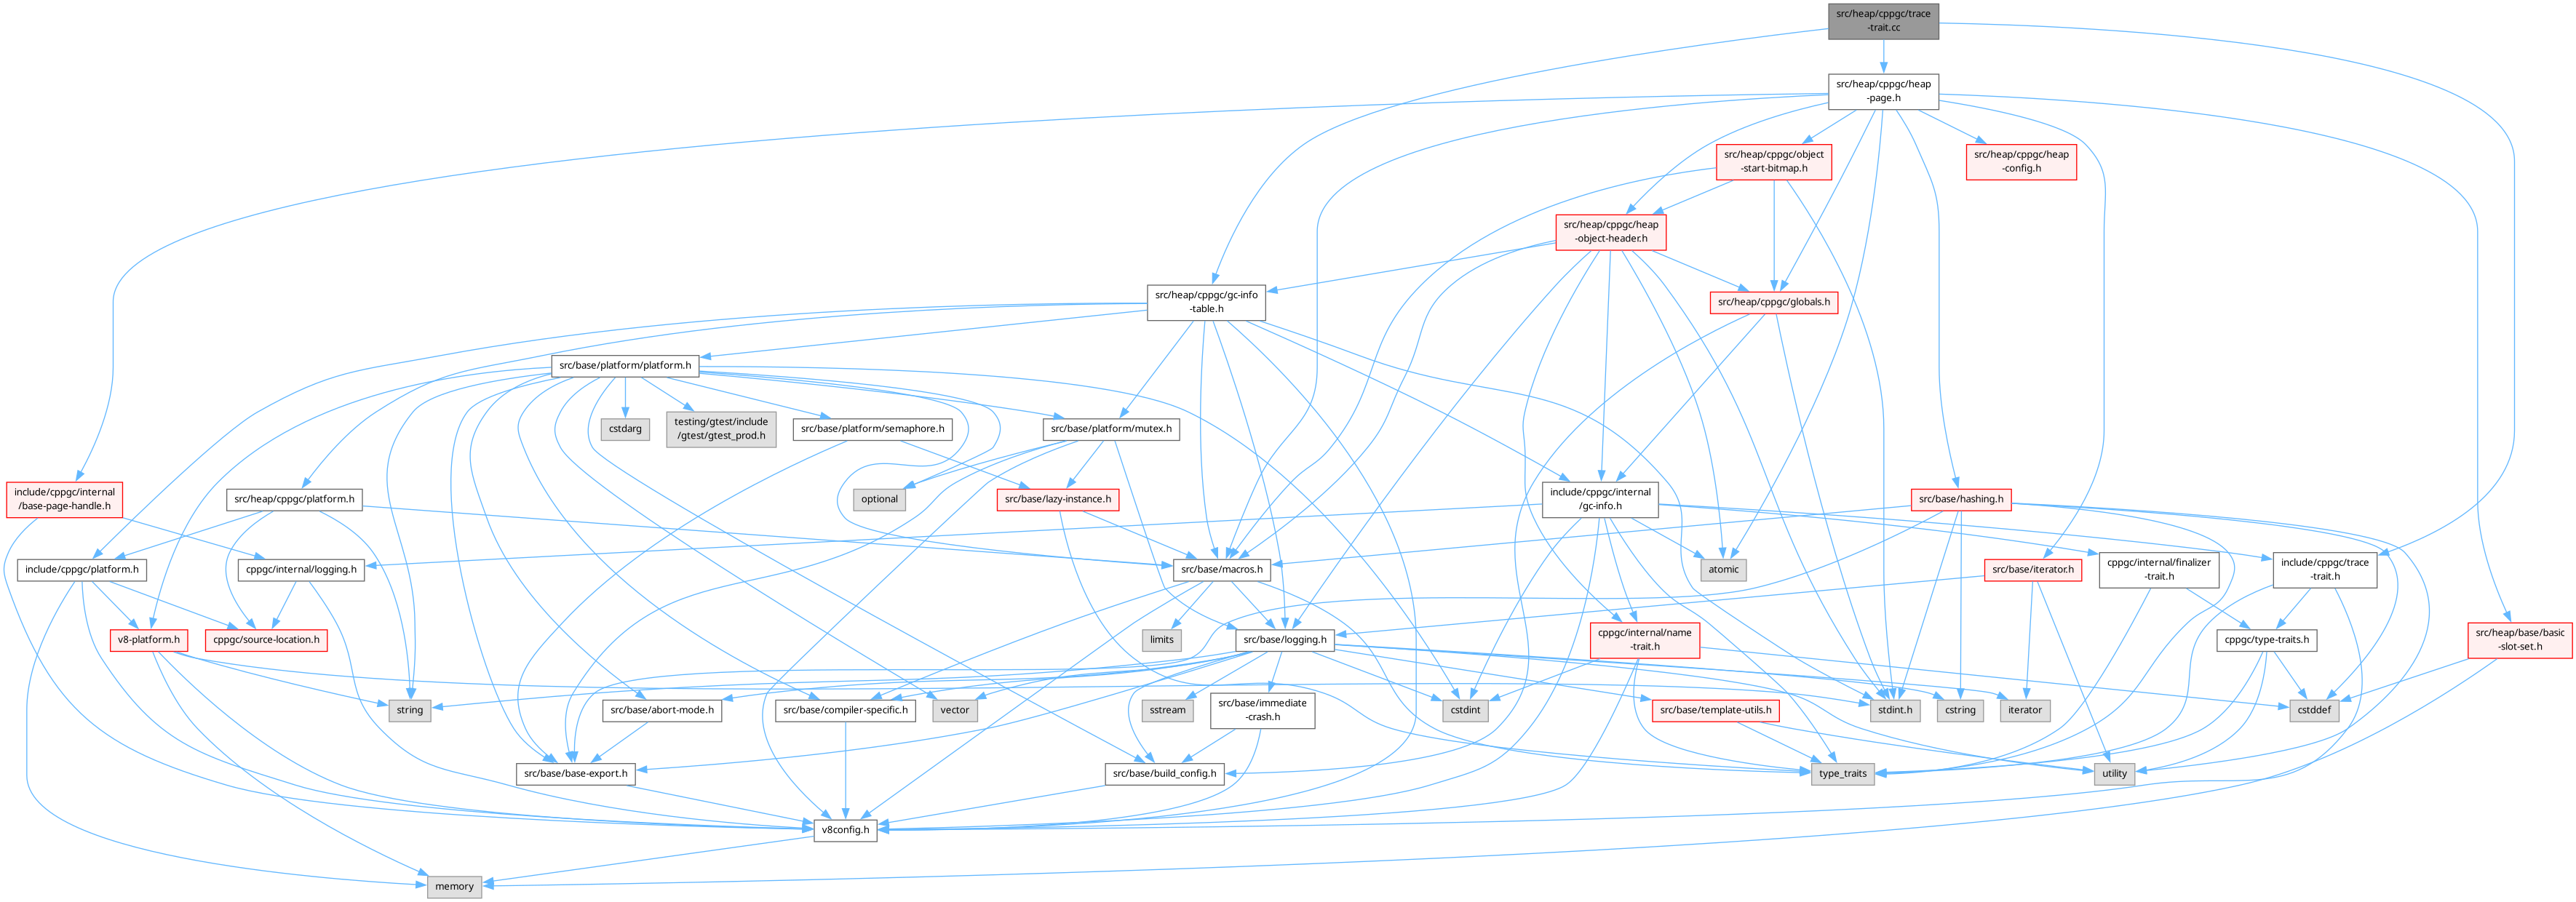 src/heap/cppgc/trace
-trait.cc
src/heap/cppgc/heap
-page.h
src/heap/cppgc/object
-start-bitmap.h
src/heap/cppgc/heap
-config.h
src/heap/cppgc/heap
-object-header.h
src/heap/cppgc/gc-info
-table.h
src/heap/cppgc/globals.h
src/base/platform/platform.h
cstdarg
testing/gtest/include
/gtest/gtest_prod.h
src/base/platform/semaphore.h
src/base/platform/mutex.h
include/cppgc/internal
/base-page-handle.h
src/heap/cppgc/platform.h
optional
src/base/lazy-instance.h
include/cppgc/internal
/gc-info.h
src/base/hashing.h
include/cppgc/platform.h
cppgc/internal/logging.h
src/base/macros.h
atomic
src/base/iterator.h
cppgc/internal/finalizer
-trait.h
include/cppgc/trace
-trait.h
v8-platform.h
cppgc/source-location.h
limits
src/base/logging.h
cppgc/internal/name
-trait.h
cppgc/type-traits.h
src/heap/base/basic
-slot-set.h
string
src/base/abort-mode.h
src/base/compiler-specific.h
vector
sstream
src/base/immediate
-crash.h
cstdint
src/base/template-utils.h
stdint.h
cstring
iterator
cstddef
src/base/base-export.h
src/base/build_config.h
type_traits
utility
v8config.h
memory